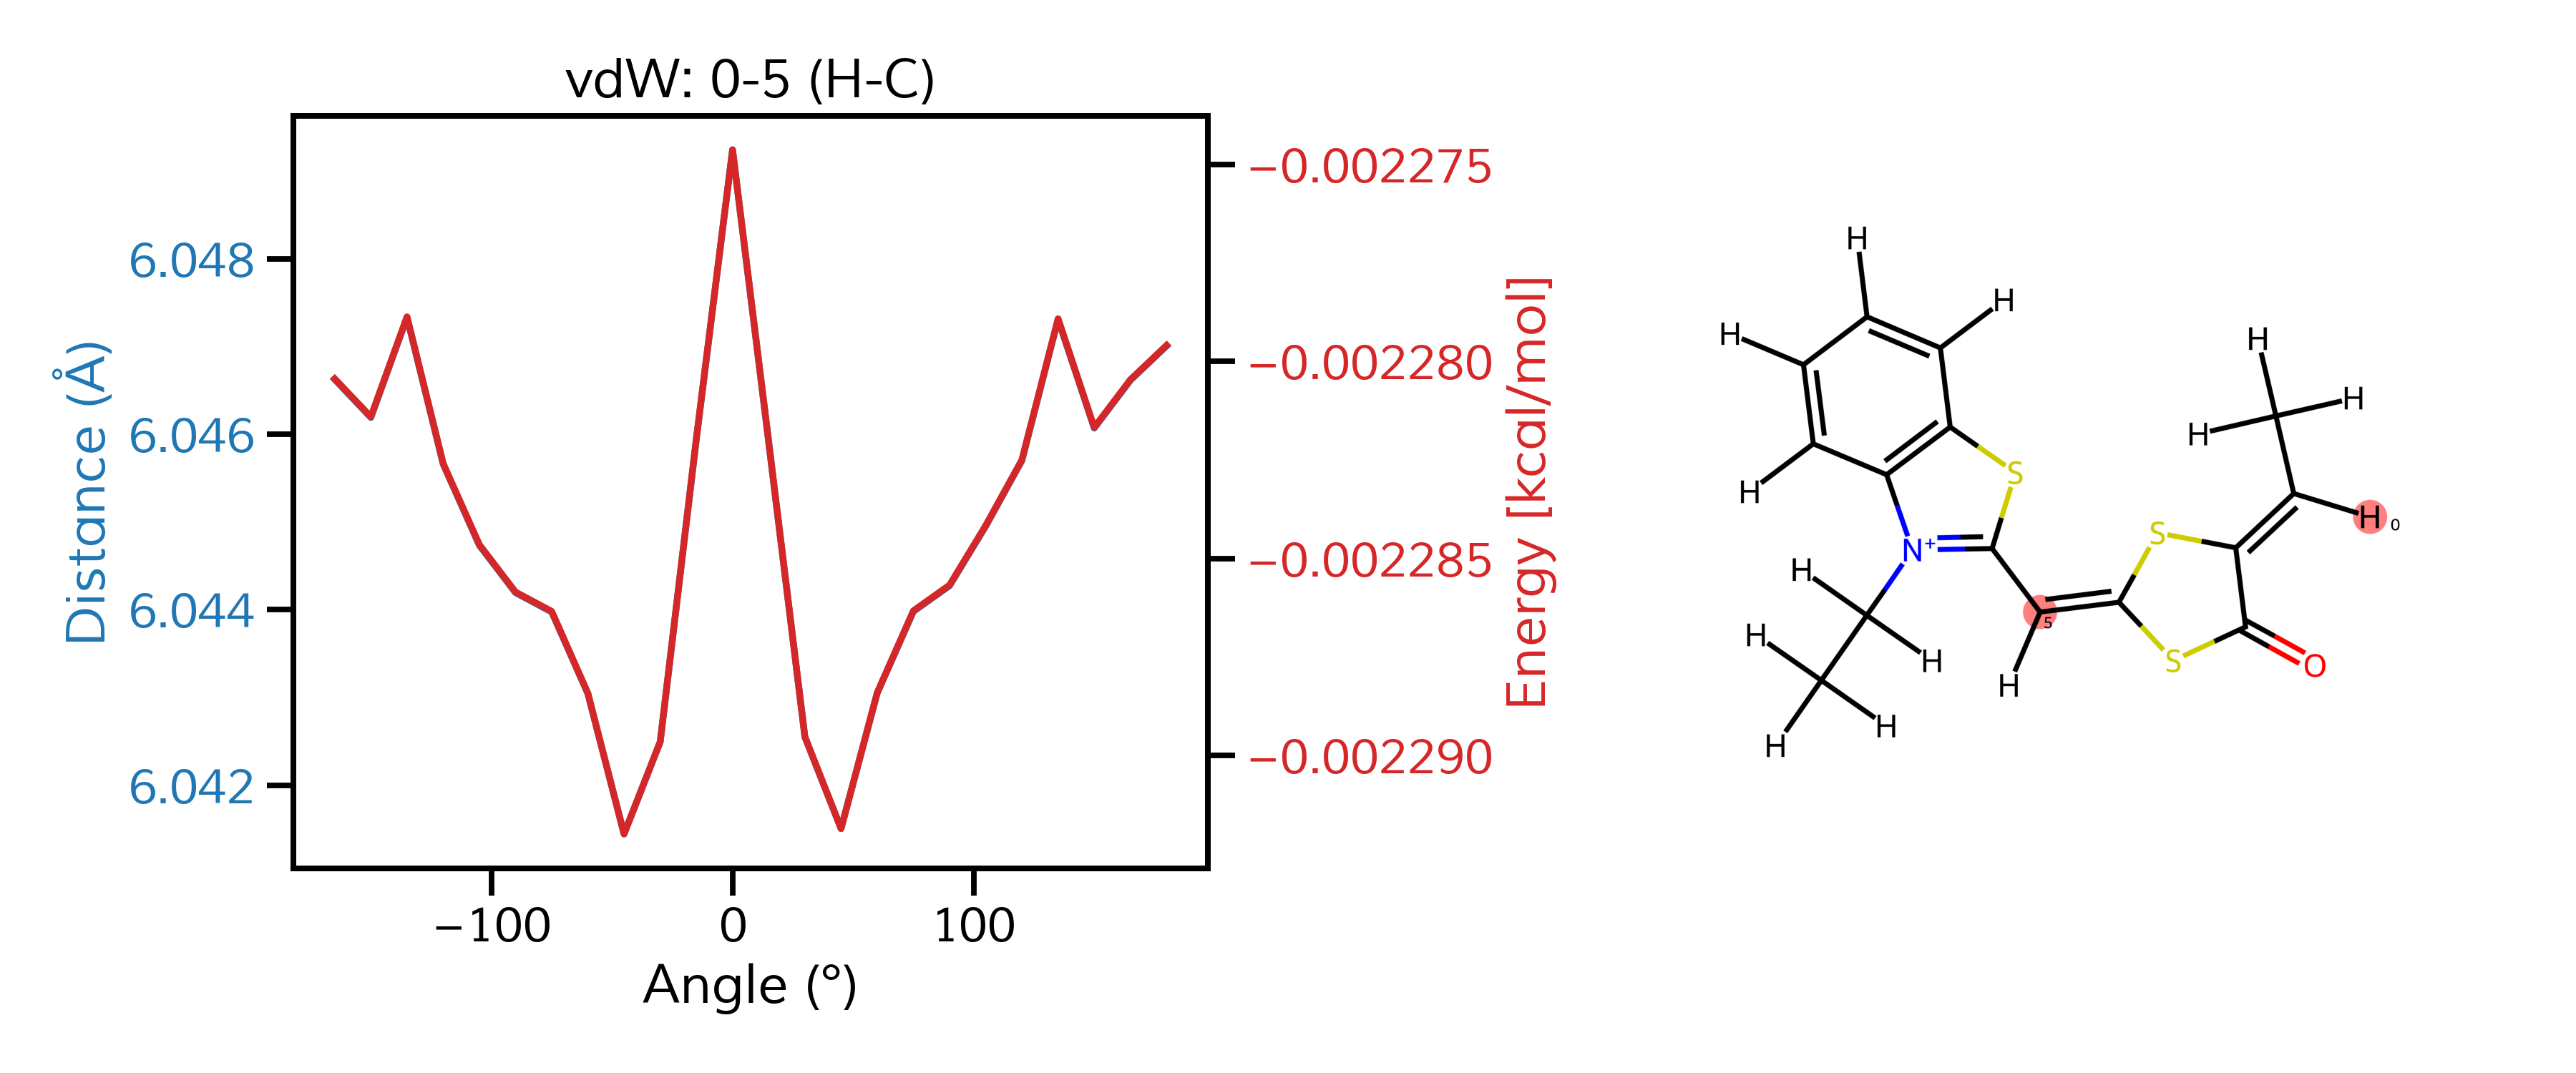 vdW: 0-5 (H-C)
Distance (Å)
6.048
6.046
6.044
6.042
−0.002275
−0.002280
−0.002285
−0.002290
Energy [kcal/mol]
−100
0
100
Angle (°)
H
H
H
H
H
H
H
S
H
S
H 0
N+
H
5
H
H
H
S
O
H
H